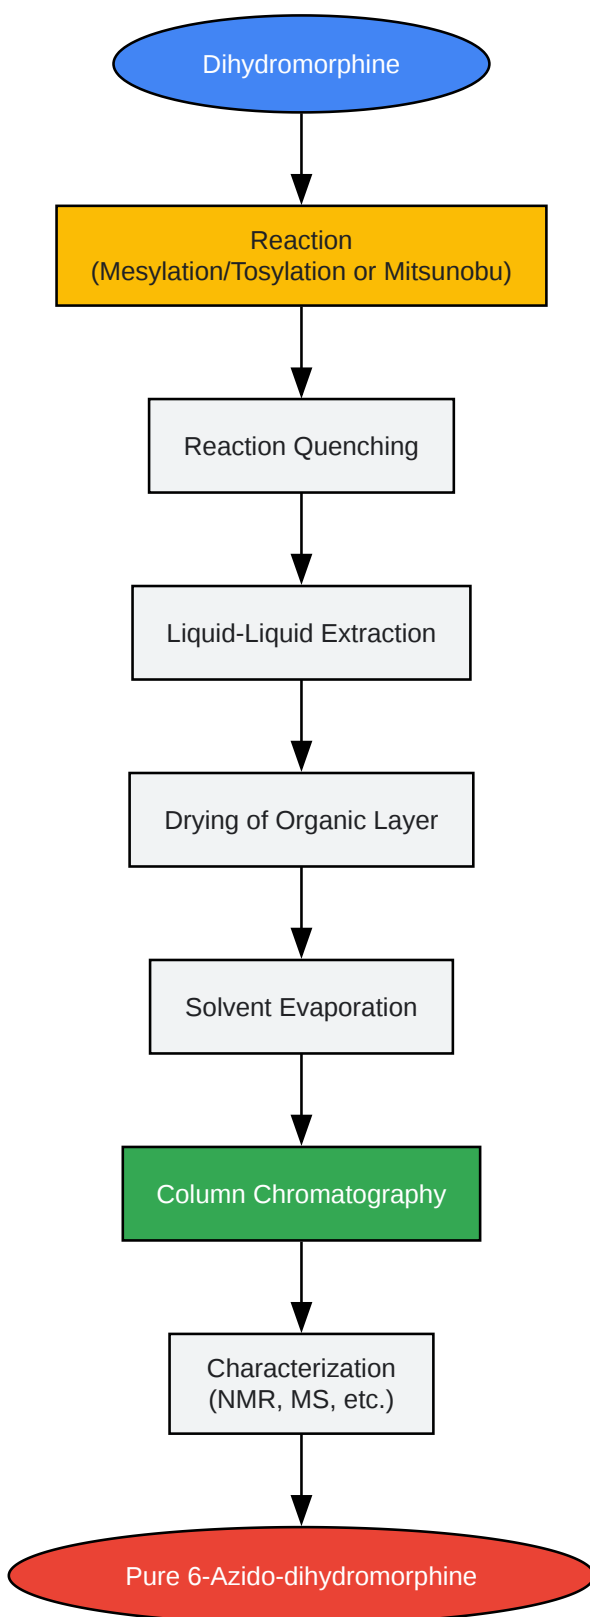 Dihydromorphine
Reaction
(Mesylation/Tosylation or Mitsunobu)
Reaction Quenching
Liquid-Liquid Extraction
Drying of Organic Layer
Solvent Evaporation
Column Chromatography
Characterization
(NMR, MS, etc.)
Pure 6-Azido-dihydromorphine